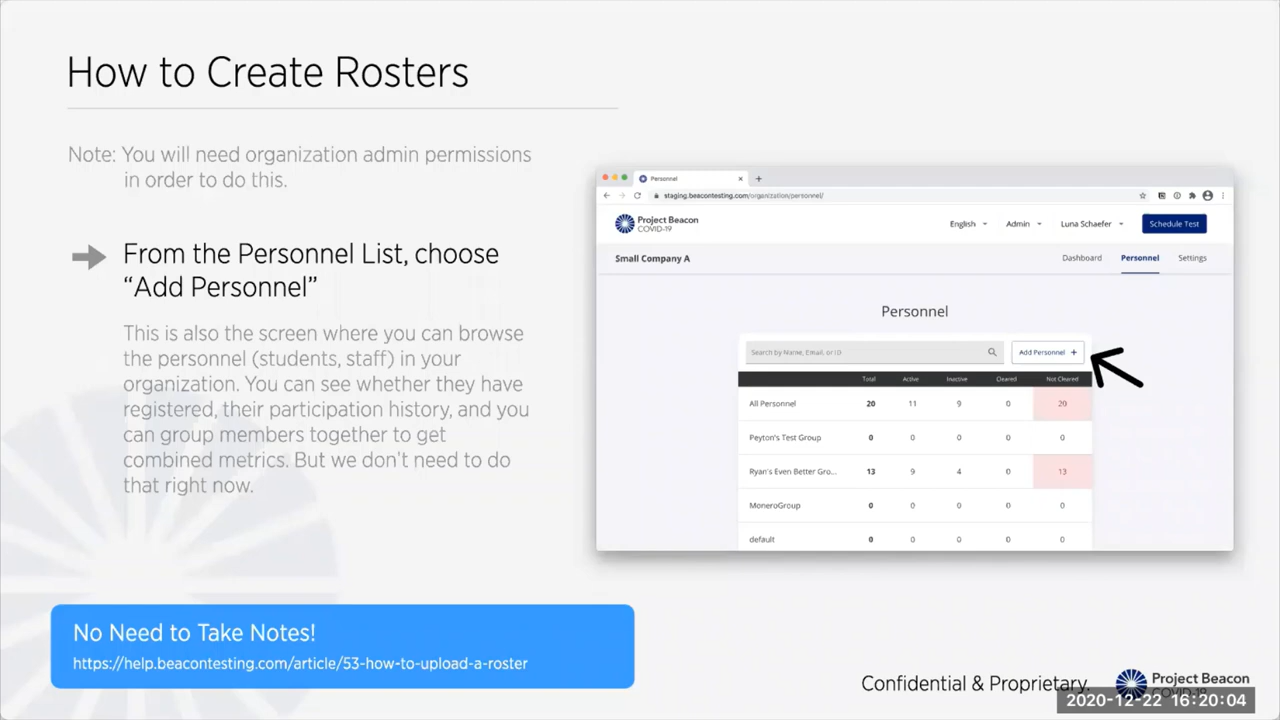 How to Create Rosters
Note: You will need organization admin permissions
in order to do this.
From the Personnel List, choose
“Add Personnel”
This is also the screen where you can browse
the personnel (students, staff) in your
organization. You can see whether they have
registered, their participation history, and you
can group members together to get
combined metrics. But we don't need to do
that right now.
No Need to Take Notes!
https://help.beacontesting.com/article/53-how-to-upload-a-roster
Personnel
staging.beacontesting.com/organization/personnel/
Project Beacon
COVID-19
English Admin Luna Schaefer Schedule Test
Small Company A Dashboard Personnel Settings
Personnel
Search by Name, Email, or ID Add Personnel +
Total Active Inactive Cleared Not Cleared
All Personnel 20 11 9 0 20
Peyton's Test Group 0 0 0 0 0
Ryan's Even Better Gro... 13 9 4 0 13
MoneroGroup 0 0 0 0 0
default 0 0 0 0 0
Confidential & Proprietary.
Project Beacon
COVID-19
2020-12-22 16:20:04